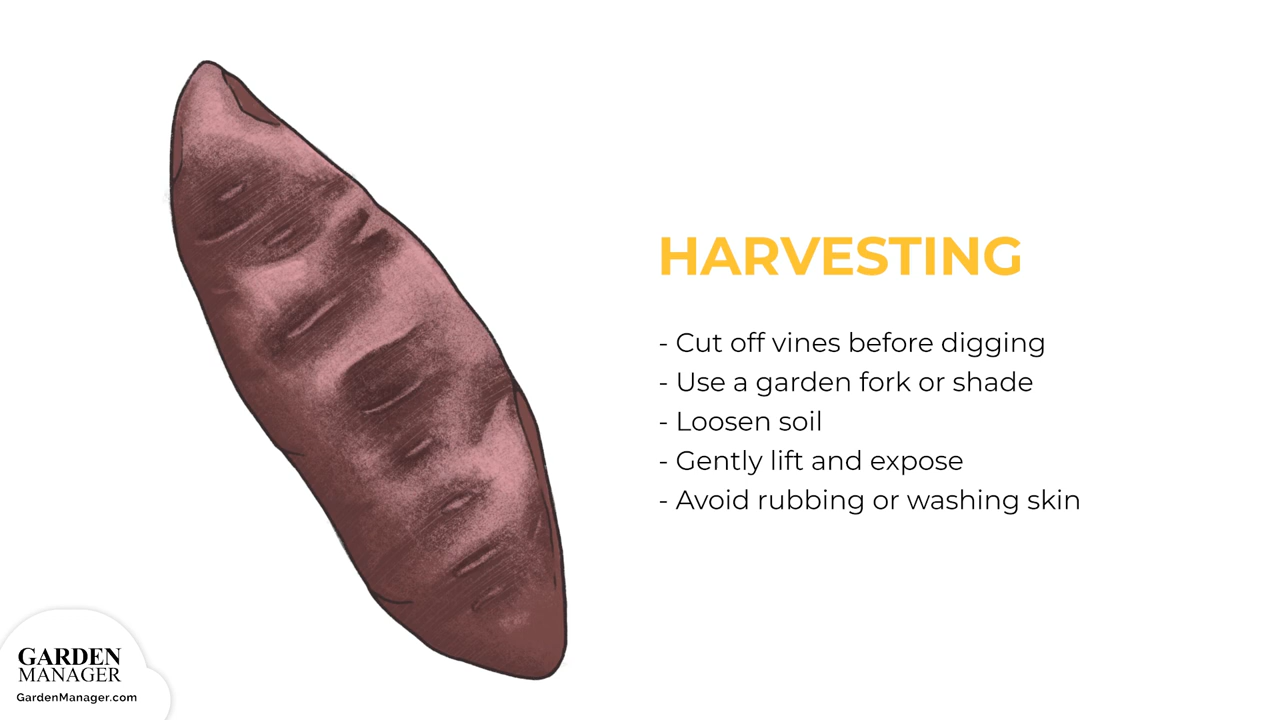 HARVESTING
- Cut off vines before digging
- Use a garden fork or shade
- Loosen soil
- Gently lift and expose
- Avoid rubbing or washing skin
GARDEN
MANAGER
GardenManager.com